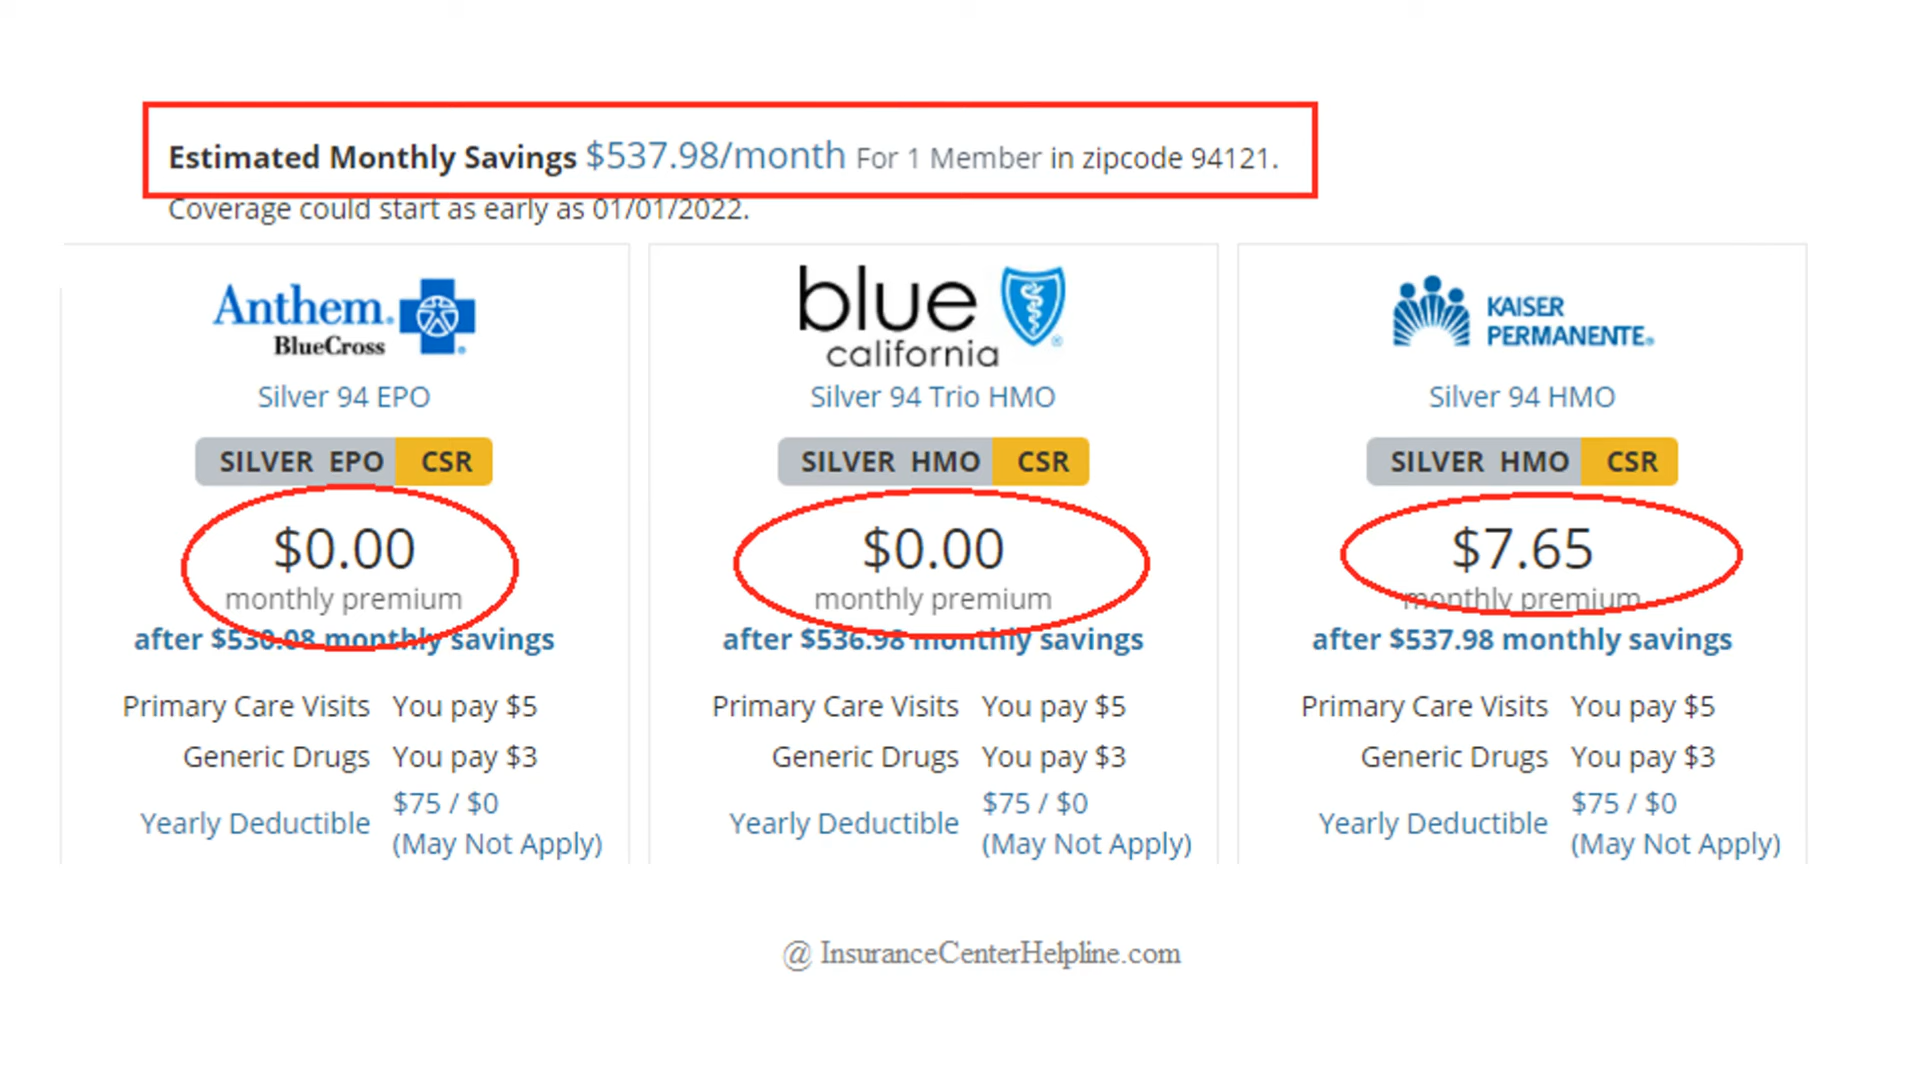 Estimated Monthly Savings $537.98/month For 1 Member in zipcode 94121.
Coverage could start as early as 01/01/2022.
Anthem.
BlueCross
Silver 94 EPO
SILVER EPO CSR
$0.00
monthly premium
after $530.08 monthly savings
Primary Care Visits You pay $5
Generic Drugs You pay $3
Yearly Deductible $75 / $0
(May Not Apply)
blue
california
Silver 94 Trio HMO
SILVER HMO CSR
$0.00
monthly premium
after $536.98 monthly savings
Primary Care Visits You pay $5
Generic Drugs You pay $3
Yearly Deductible $75 / $0
(May Not Apply)
KAISER
PERMANENTE®
Silver 94 HMO
SILVER HMO CSR
$7.65
monthly premium
after $537.98 monthly savings
Primary Care Visits You pay $5
Generic Drugs You pay $3
Yearly Deductible $75 / $0
(May Not Apply)
@ InsuranceCenterHelpline.com